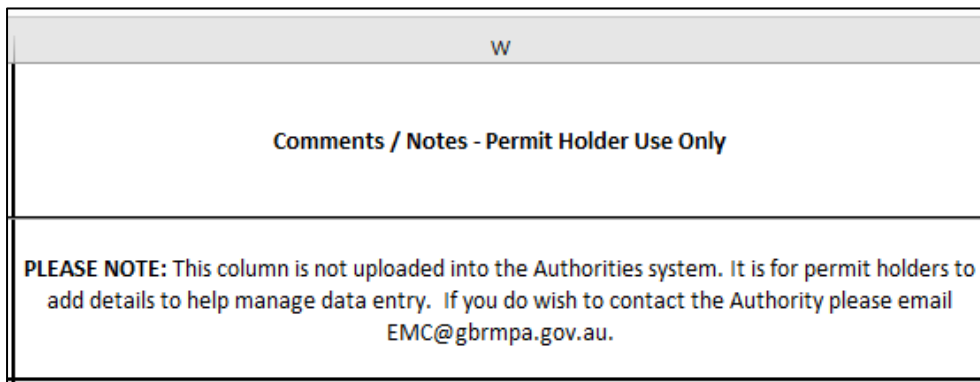 W
Comments / Notes - Permit Holder Use Only
PLEASE NOTE: This column is not uploaded into the Authorities system. It is for permit holders to
add details to help manage data entry.  If you do wish to contact the Authority please email
EMC@gbrmpa.gov.au.